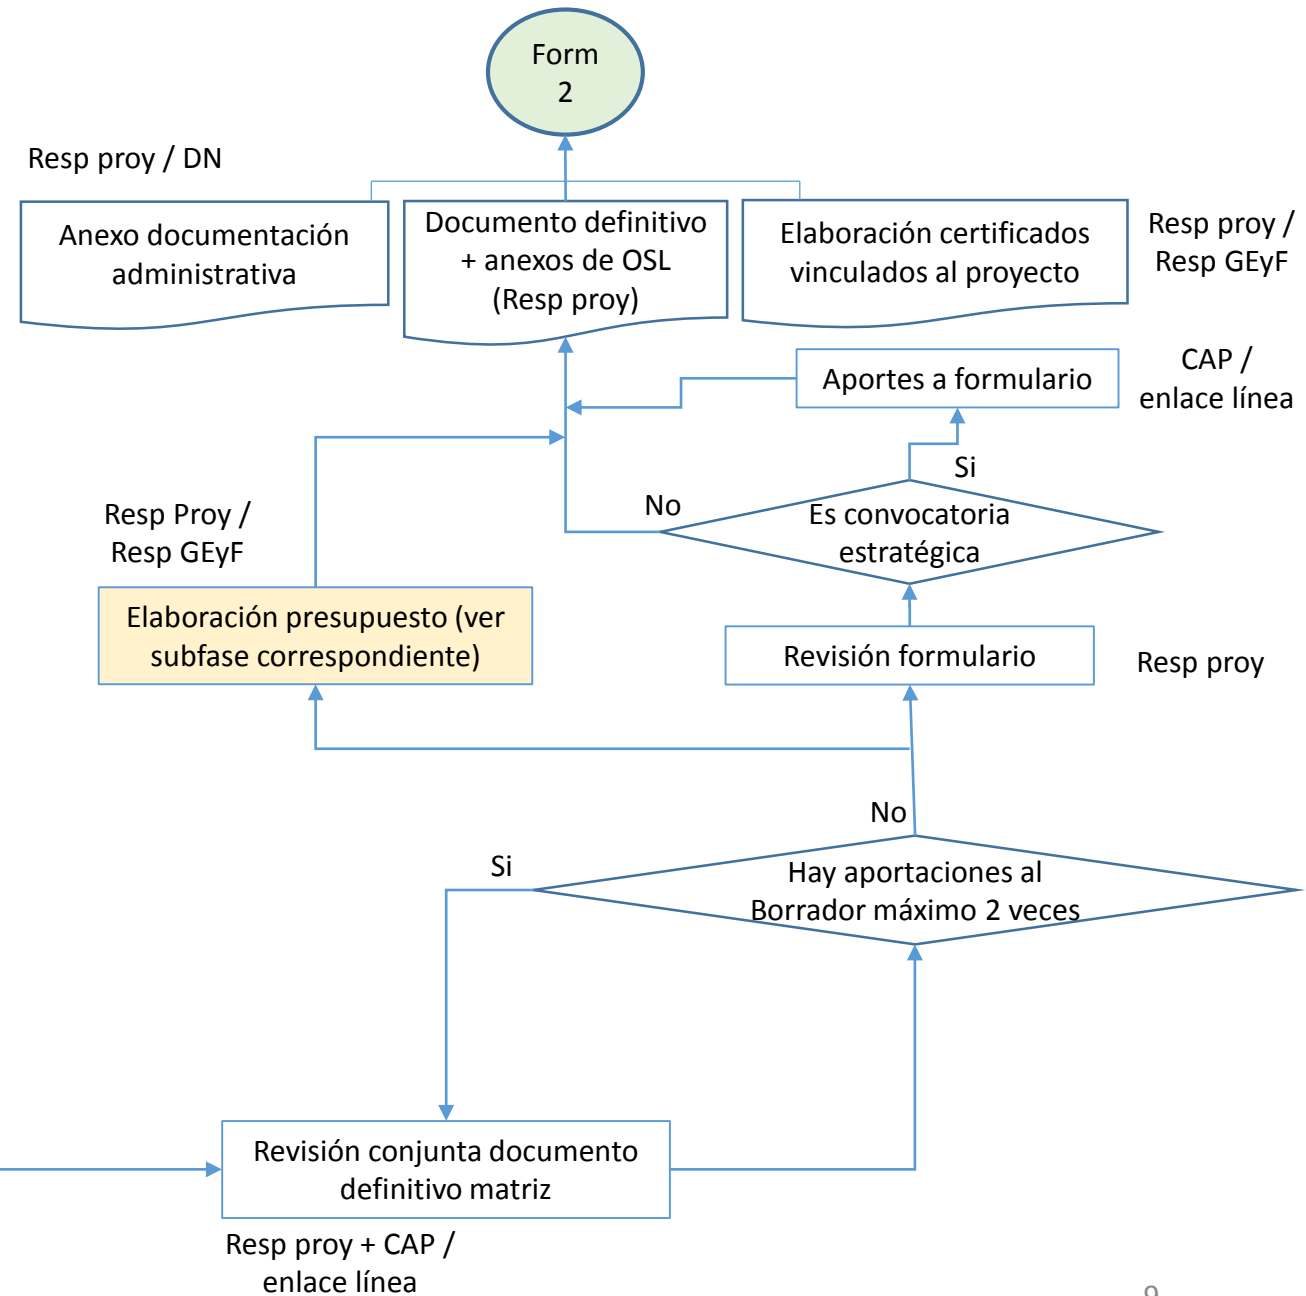 Form
2
Resp proy / DN
Anexo documentación
administrativa
Documento definitivo
+ anexos de OSL
(Resp proy)
Elaboración certificados
vinculados al proyecto
Resp proy /
Resp GEyF
Aportes a formulario
CAP /
enlace línea
Si
No
Es convocatoria
estratégica
Resp Proy /
Resp GEyF
Elaboración presupuesto (ver
subfase correspondiente)
Revisión formulario
Resp proy
No
Si
Hay aportaciones al
Borrador máximo 2 veces
Revisión conjunta documento
definitivo matriz
Resp proy + CAP /
enlace línea